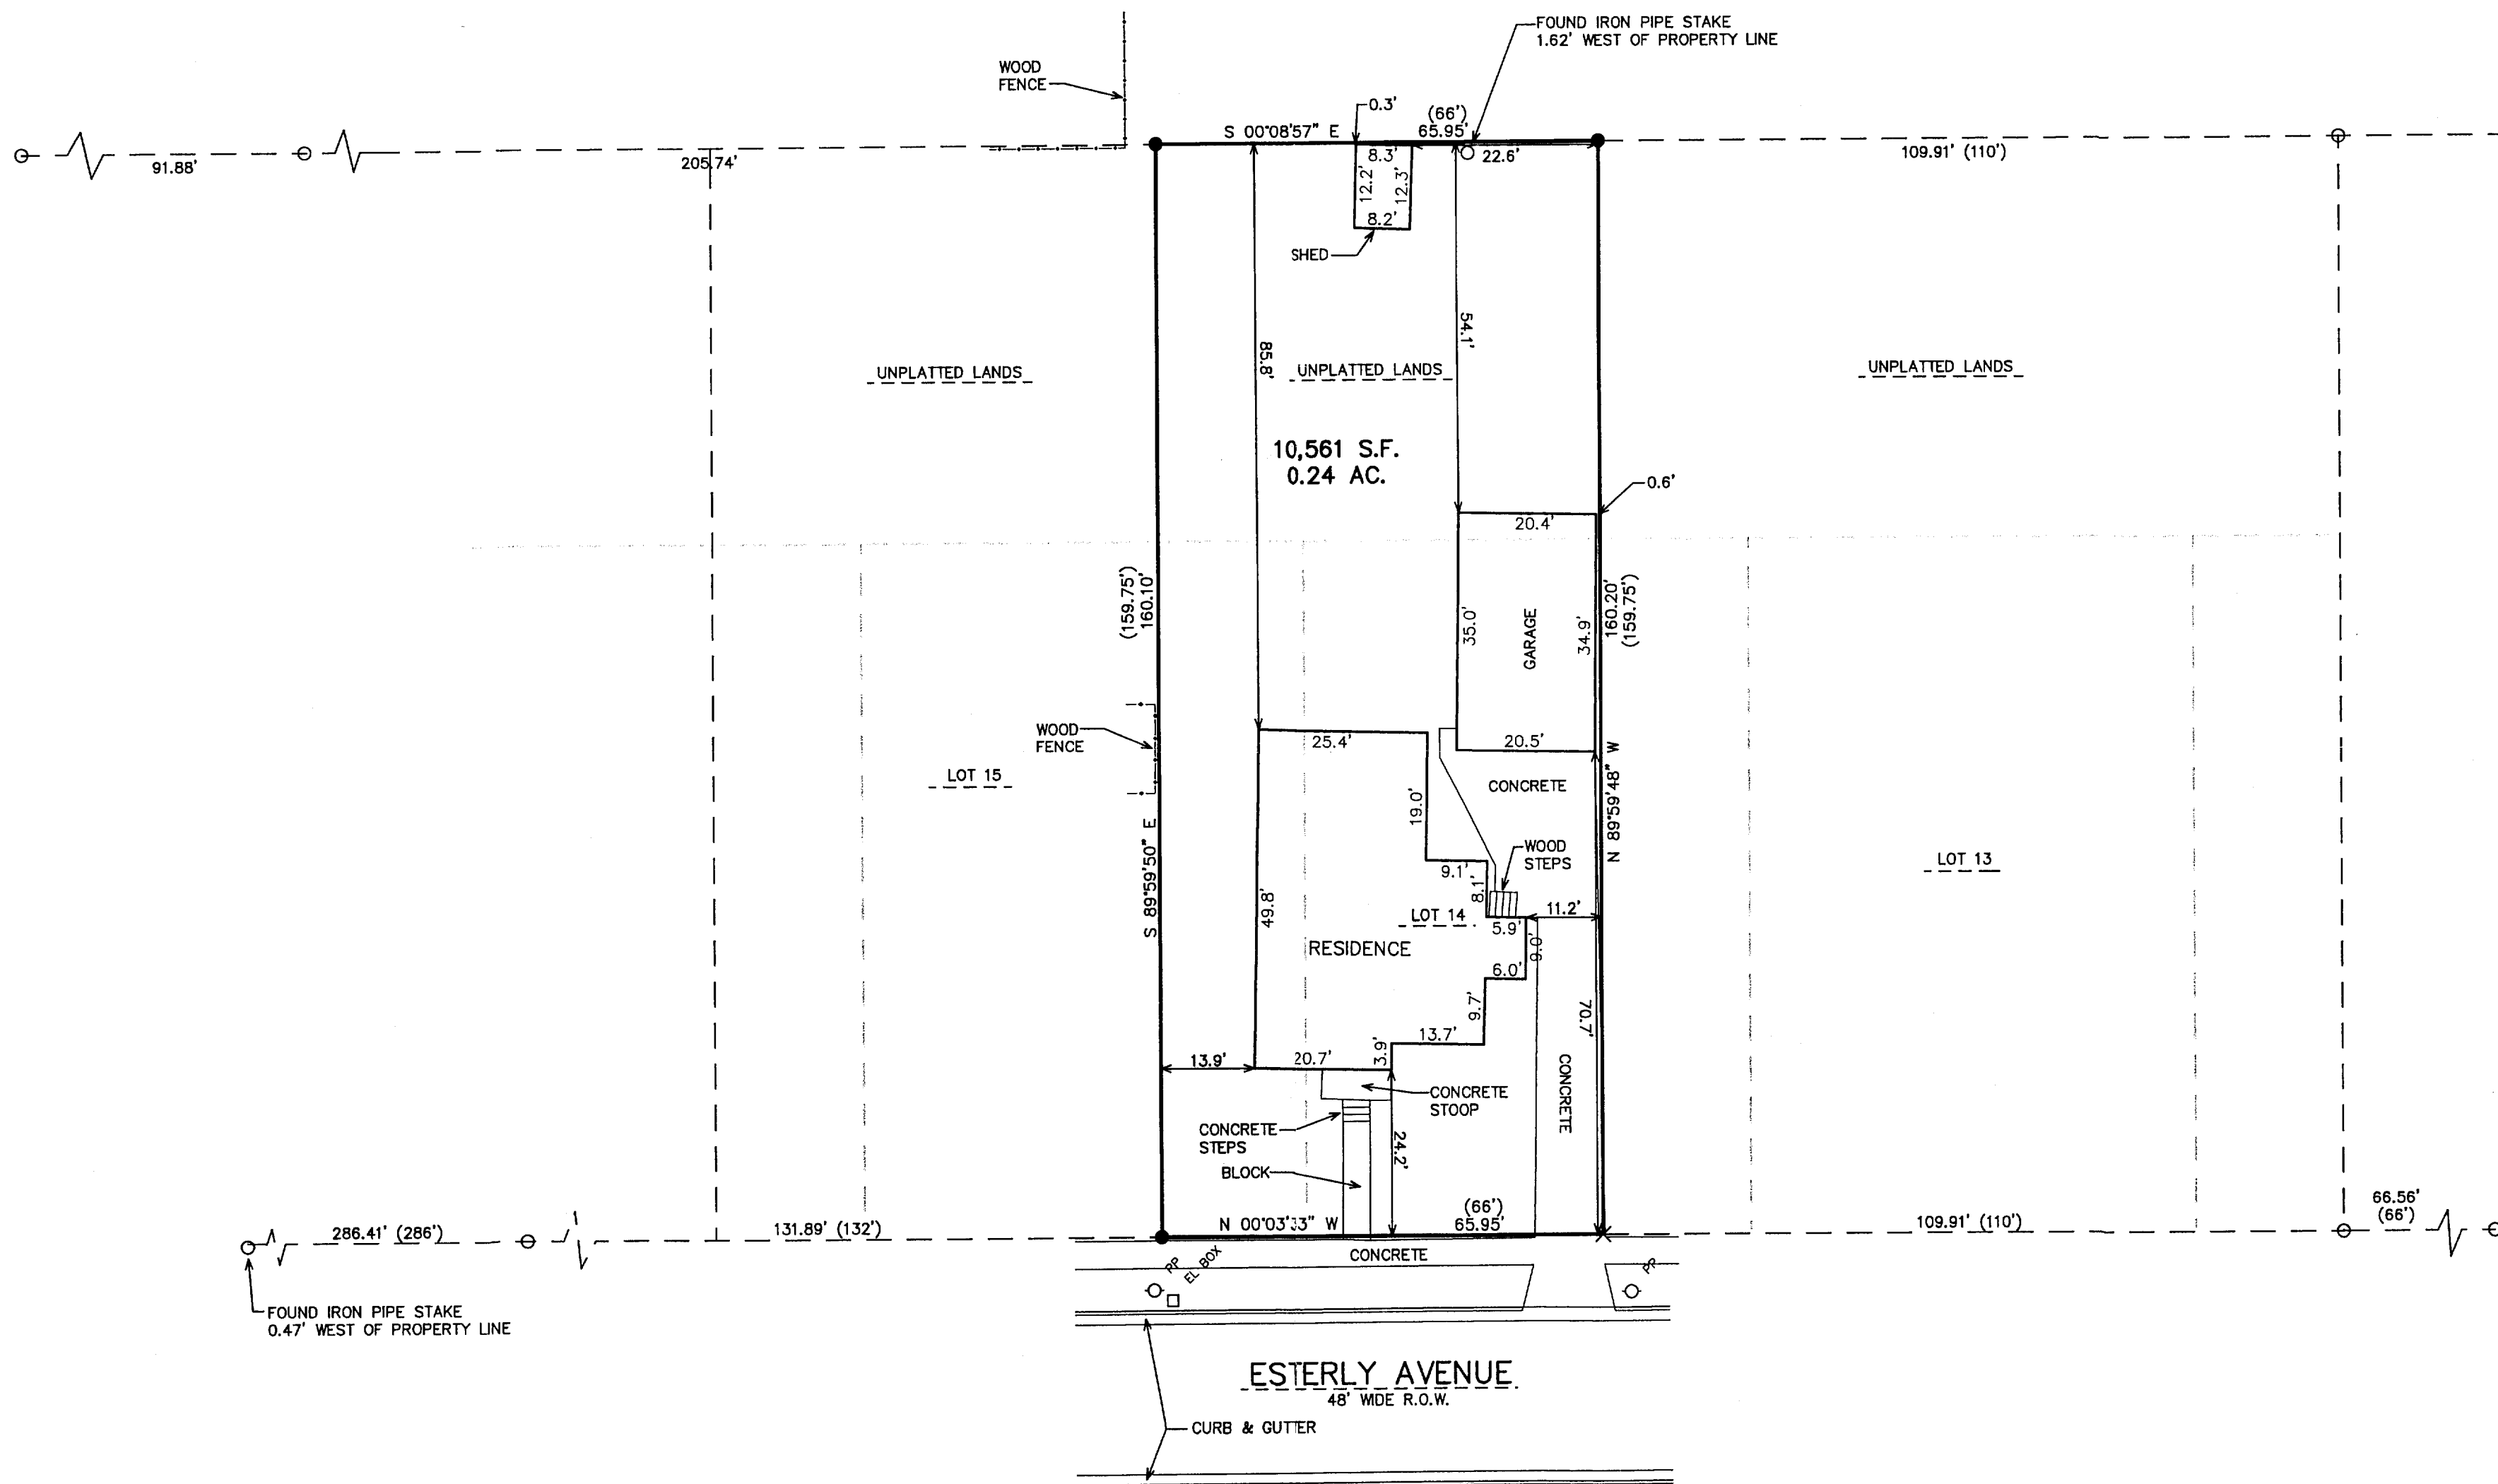 FOUND IRON PIPE STAKE
1.62' WEST OF PROPERTY LINE
WOOD
FENCE
0.3'
(66')
S 00°08'57" E
65.95'
91.88'
205.74'
8.3'
22.6'
109.91' (110')
12.2'
12.3'
8.2'
SHED
54.1'
85.8'
UNPLATTED LANDS
UNPLATTED LANDS
UNPLATTED LANDS
10,561 S.F.
0.24 AC.
0.6'
20.4'
(159.75')
160.10'
35.0'
GARAGE
34.9'
160.20'
(159.75')
WOOD
FENCE
25.4'
20.5'
LOT 15
CONCRETE
19.0'
N 89°59'48" W
S 89°59'50" E
WOOD
STEPS
9.1'
8.1'
LOT 13
49.8'
LOT 14
11.2'
5.9'
RESIDENCE
9.0'
6.0'
9.7'
70.7'
13.7'
3.9'
13.9'
20.7'
CONCRETE
CONCRETE
STOOP
CONCRETE
STEPS
24.2'
BLOCK
(66')
N 00°03'33" W
65.95'
66.56'
(66')
286.41' (286')
131.89' (132')
109.91' (110')
CONCRETE
PP
EL BOX
PP
FOUND IRON PIPE STAKE
0.47' WEST OF PROPERTY LINE
ESTERLY AVENUE
48' WIDE R.O.W.
CURB & GUTTER